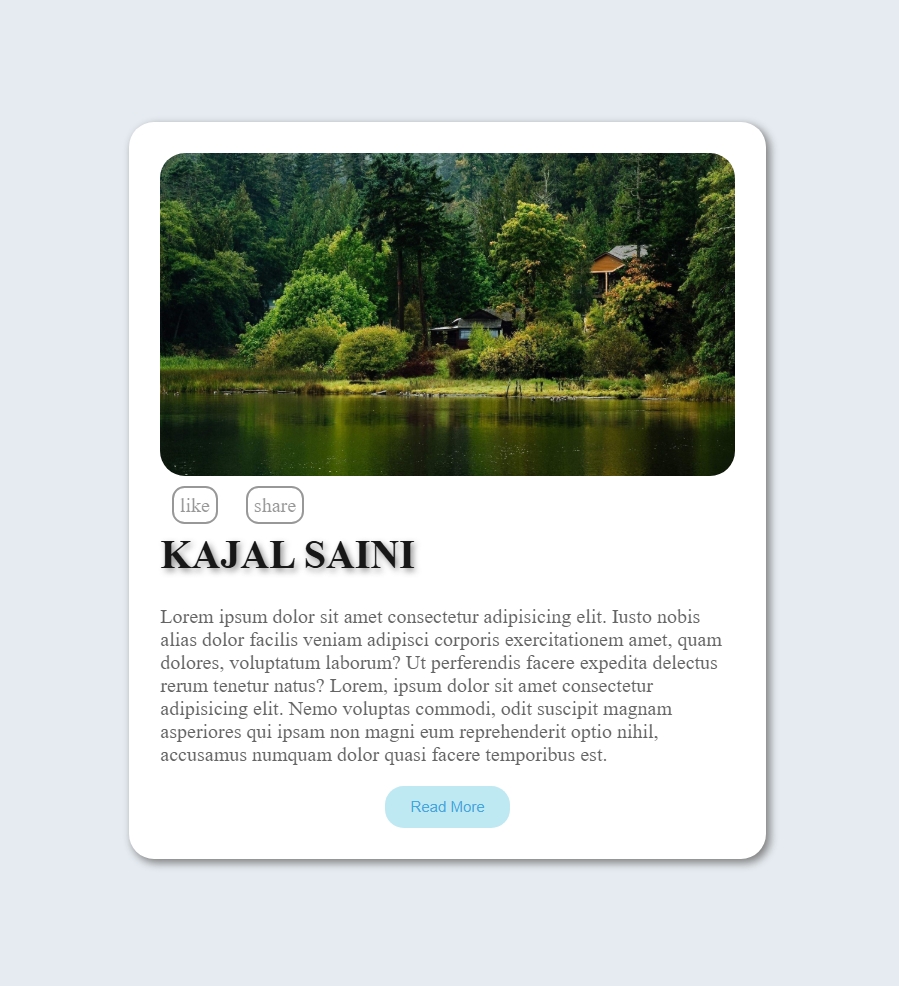 like share
KAJAL SAINI
Lorem ipsum dolor sit amet consectetur adipisicing elit. Iusto nobis
alias dolor facilis veniam adipisci corporis exercitationem amet, quam
dolores, voluptatum laborum? Ut perferendis facere expedita delectus
rerum tenetur natus? Lorem, ipsum dolor sit amet consectetur
adipisicing elit. Nemo voluptas commodi, odit suscipit magnam
asperiores qui ipsam non magni eum reprehenderit optio nihil,
accusamus numquam dolor quasi facere temporibus est.
Read More